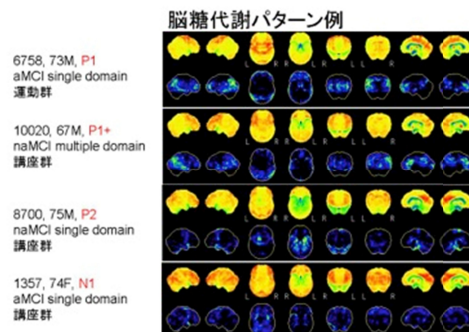 脳糖代謝パターン例
6758, 73M, P1
aMCI single domain
運動群
L R R L L R L L R
10020, 67M, P1+
naMCI multiple domain
講座群
L R R L L R L L R
8700, 75M, P2
naMCI single domain
講座群
L R R L L R L L R
1357, 74F, N1
aMCI single domain
講座群
L R R L L R L L R